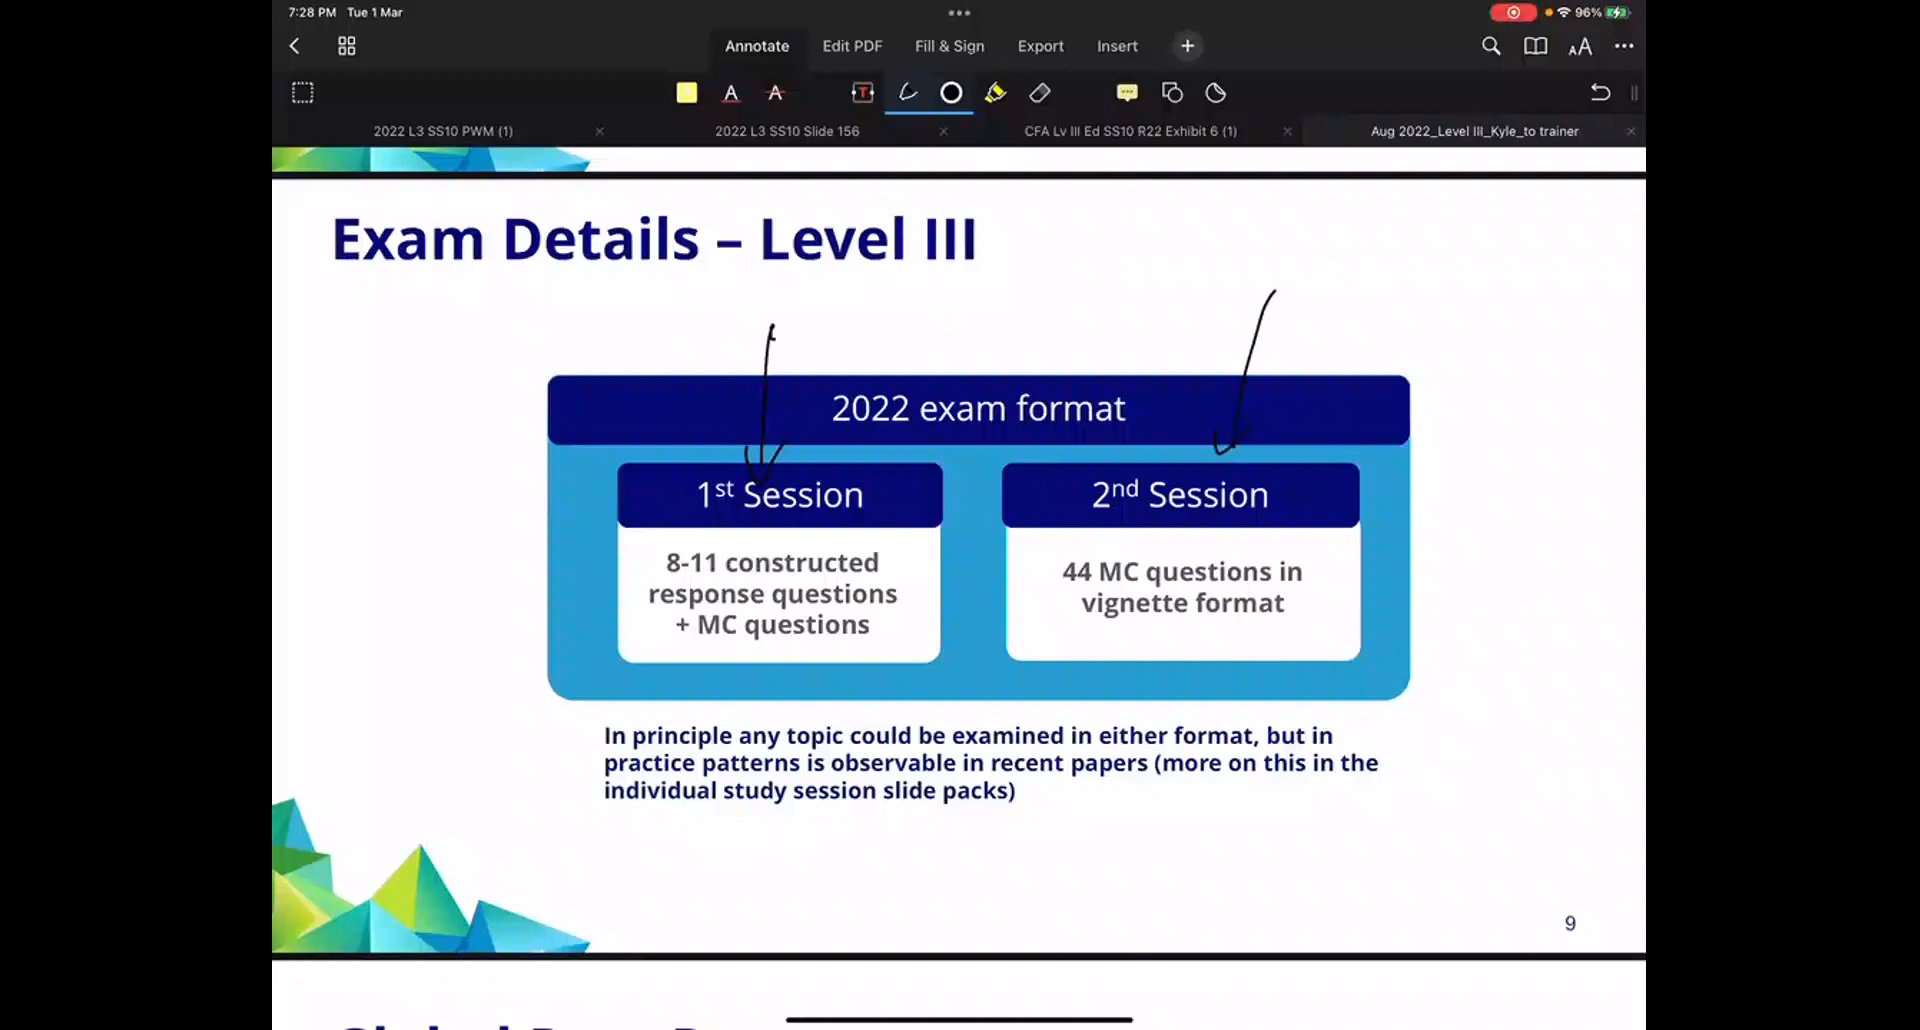 7:28 PM Tue 1 Mar
96%
Annotate Edit PDF Fill & Sign Export Insert +
AA
A A T
2022 L3 SS10 PWM (1) × 2022 L3 SS10 Slide 156 × CFA Lv III Ed SS10 R22 Exhibit 6 (1) × Aug 2022_Level III_Kyle_to trainer ×
Exam Details – Level III
2022 exam format
1st Session
8-11 constructed
response questions
+ MC questions
2nd Session
44 MC questions in
vignette format
In principle any topic could be examined in either format, but in
practice patterns is observable in recent papers (more on this in the
individual study session slide packs)
9